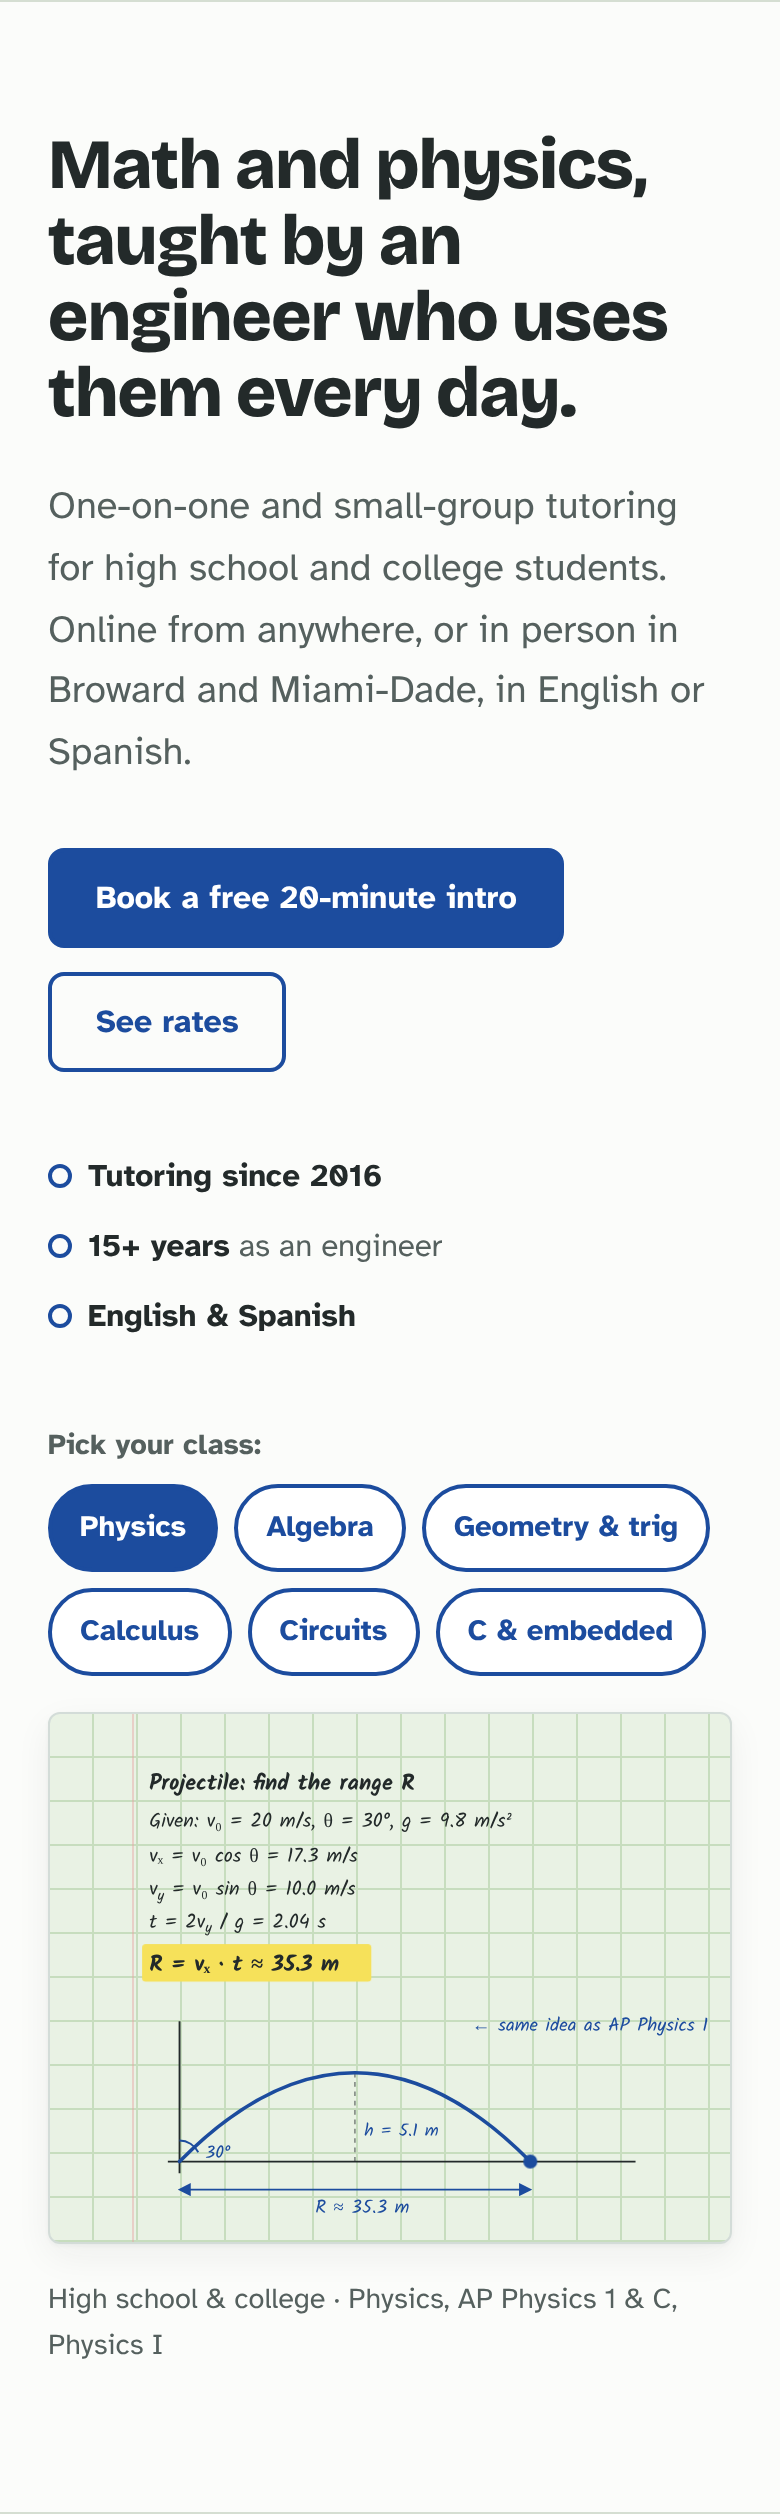 Math and physics,
taught by an
engineer who uses
them every day.
One-on-one and small-group tutoring
for high school and college students.
Online from anywhere, or in person in
Broward and Miami-Dade, in English or
Spanish.
Book a free 20-minute intro
See rates
Tutoring since 2016
15+ years as an engineer
English & Spanish
Pick your class:
Physics Algebra Geometry & trig
Calculus Circuits C & embedded
Projectile: find the range R
Given: v₀ = 20 m/s, θ = 30°, g = 9.8 m/s²
vₓ = v₀ cos θ = 17.3 m/s
v_y = v₀ sin θ = 10.0 m/s
t = 2v_y / g = 2.04 s
R = vₓ · t ≈ 35.3 m
← same idea as AP Physics 1
h = 5.1 m
30°
R ≈ 35.3 m
High school & college · Physics, AP Physics 1 & C,
Physics I